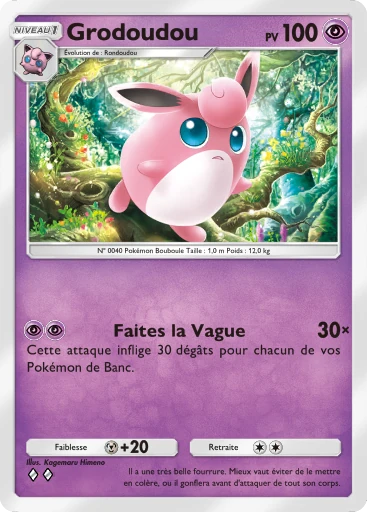 NIVEAU 1
Grodoudou
PV 100
Évolution de : Rondoudou
N° 0040 Pokémon Bouboule Taille : 1,0 m Poids : 12,0 kg
Faites la Vague 30×
Cette attaque inflige 30 dégâts pour chacun de vos
Pokémon de Banc.
Faiblesse +20 Retraite
Illus. Kagemaru Himeno
Il a une très belle fourrure. Mieux vaut éviter de le mettre
en colère, ou il gonflera avant d'attaquer de tout son corps.